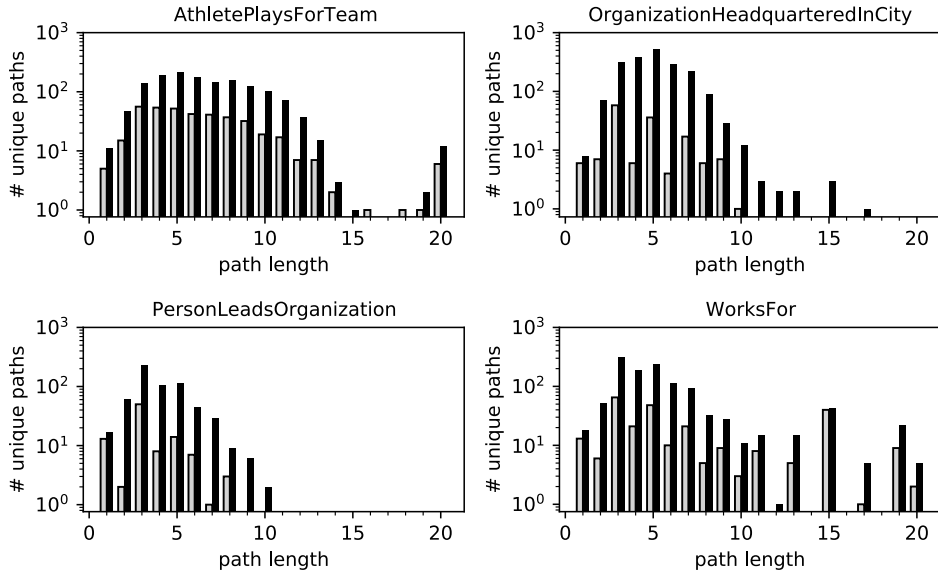 AthletePlaysForTeam
# unique paths
10³
10²
10¹
10⁰
0 5 10 15 20
path length
OrganizationHeadquarteredInCity
# unique paths
10³
10²
10¹
10⁰
0 5 10 15 20
path length
PersonLeadsOrganization
# unique paths
10³
10²
10¹
10⁰
0 5 10 15 20
path length
WorksFor
# unique paths
10³
10²
10¹
10⁰
0 5 10 15 20
path length